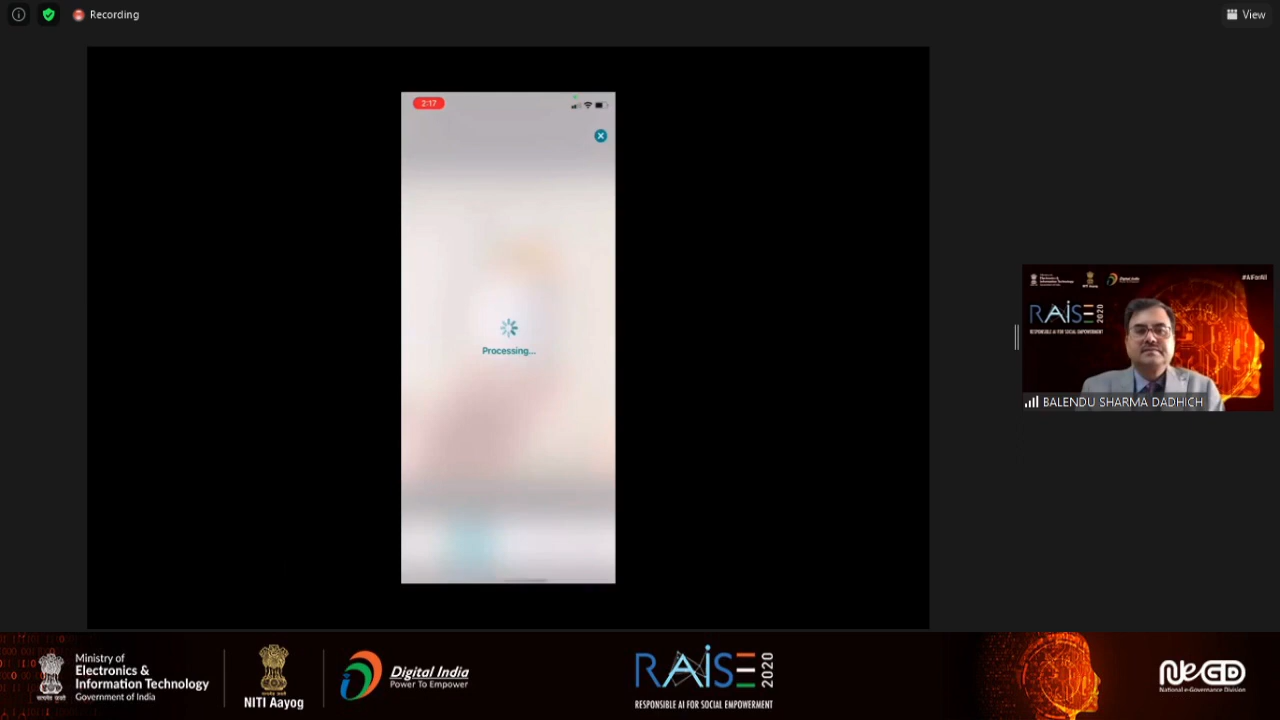 Recording
View
2:17
Processing...
#AIForAll
RAISE 2020
RESPONSIBLE AI FOR SOCIAL EMPOWERMENT
BALENDU SHARMA DADHICH
Ministry of
Electronics &
Information Technology
Government of India
NITI Aayog
Digital India
Power To Empower
RAISE 2020
RESPONSIBLE AI FOR SOCIAL EMPOWERMENT
NeGD
National e-Governance Division